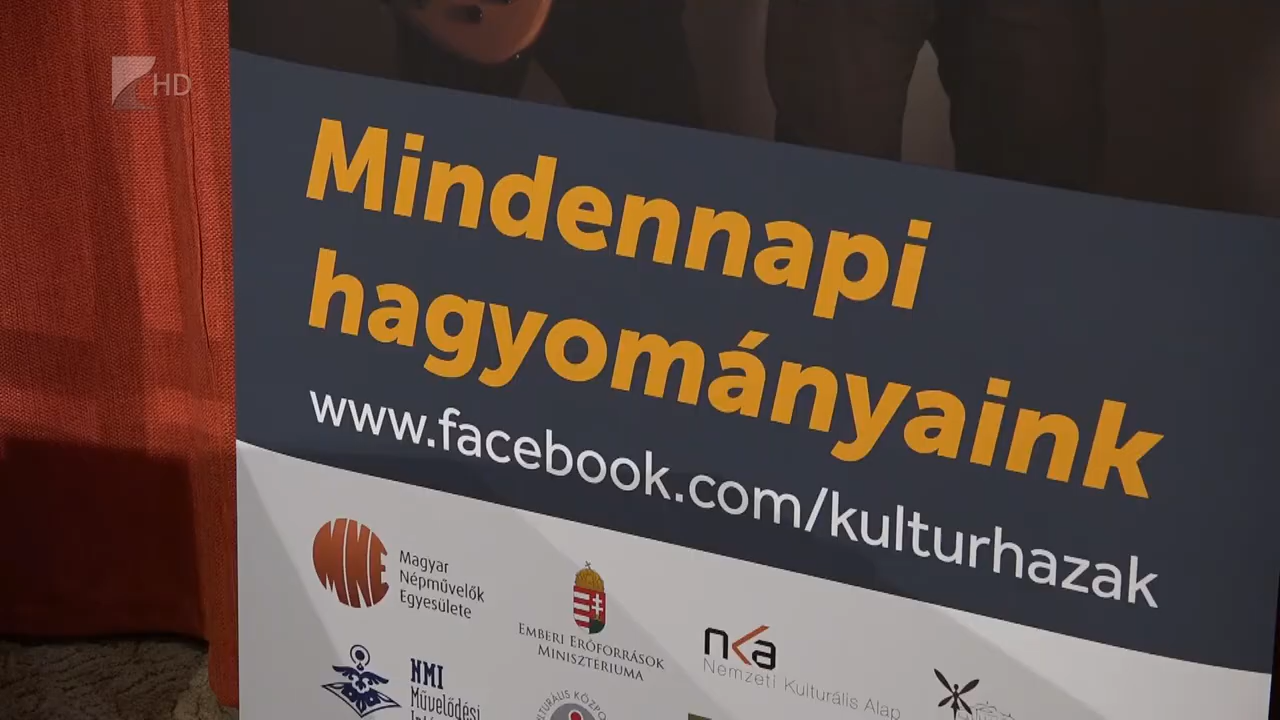 HD
Mindennapi
hagyományaink
www.facebook.com/kulturhazak
MNE
Magyar
Népművelők
Egyesülete
EMBERI ERŐFORRÁSOK
MINISZTÉRIUMA
nka
Nemzeti Kulturális Alap
NMI
Művelődési